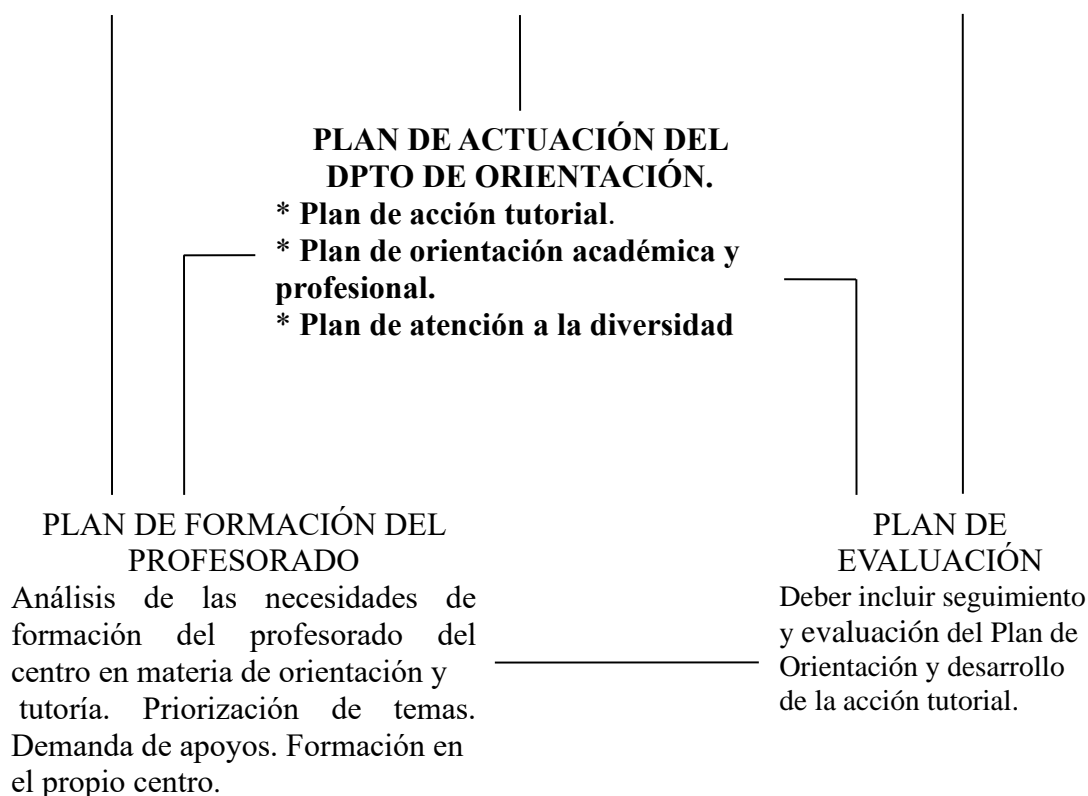 PLAN DE ACTUACIÓN DEL
DPTO DE ORIENTACIÓN.
* Plan de acción tutorial.
* Plan de orientación académica y
profesional.
* Plan de atención a la diversidad
PLAN DE FORMACIÓN DEL
PROFESORADO
Análisis de las necesidades de
formación del profesorado del
centro en materia de orientación y
tutoría. Priorización de temas.
Demanda de apoyos. Formación en
el propio centro.
PLAN DE
EVALUACIÓN
Deber incluir seguimiento
y evaluación del Plan de
Orientación y desarrollo
de la acción tutorial.